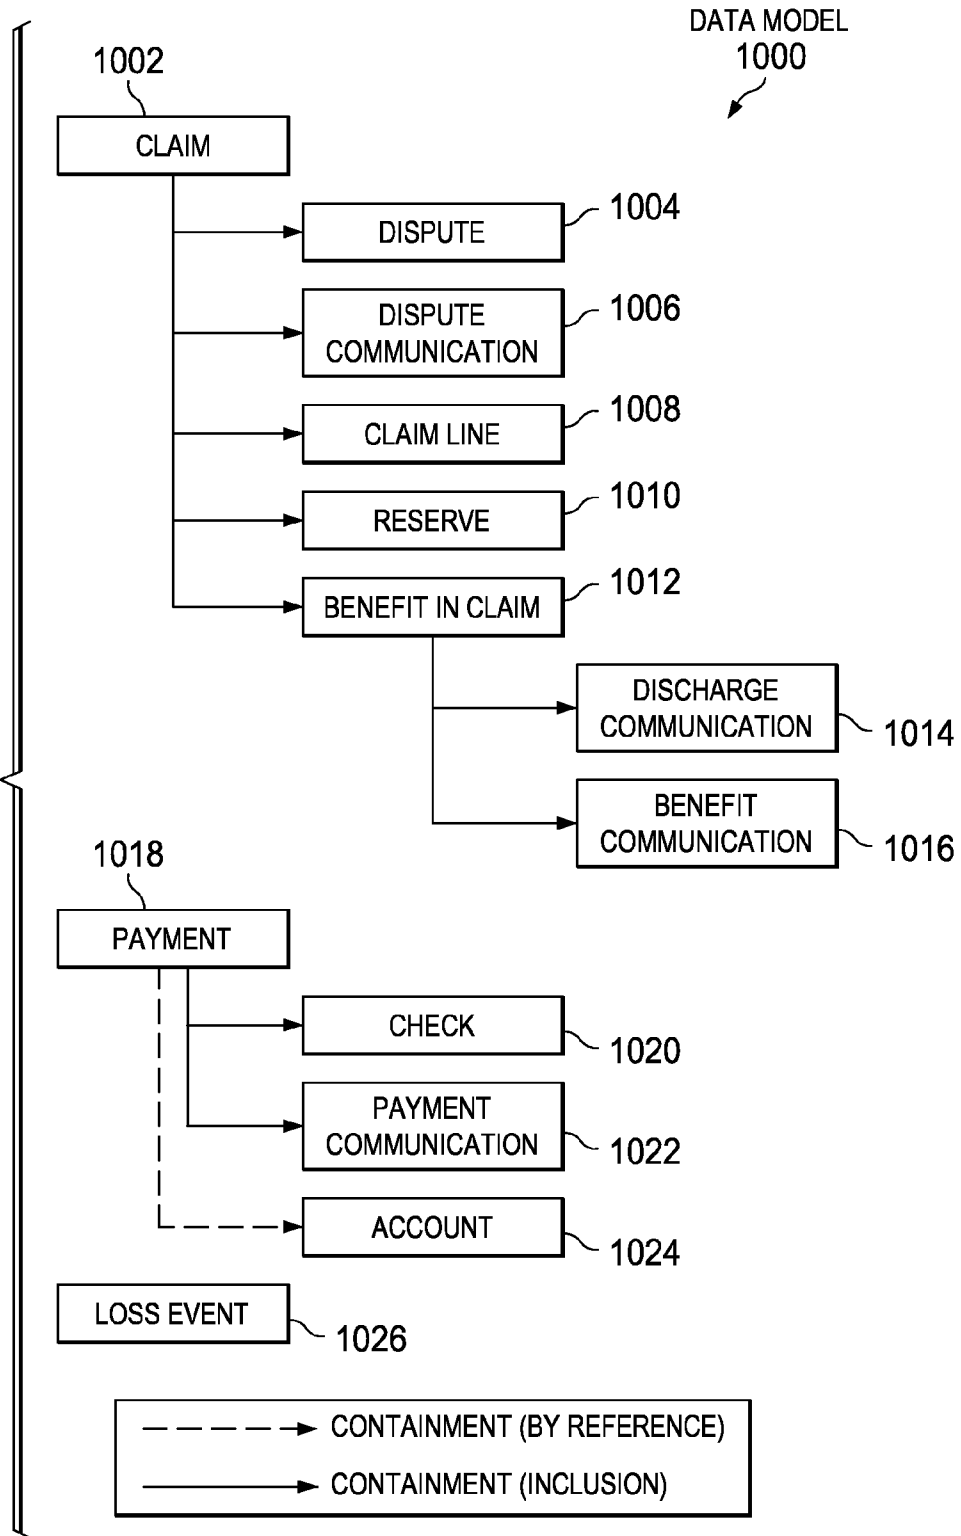 DATA MODEL
1000
1002
CLAIM
1004
DISPUTE
1006
DISPUTE
COMMUNICATION
1008
CLAIM LINE
1010
RESERVE
1012
BENEFIT IN CLAIM
DISCHARGE
COMMUNICATION
1014
BENEFIT
COMMUNICATION
1016
1018
PAYMENT
CHECK
1020
PAYMENT
COMMUNICATION
1022
ACCOUNT
1024
LOSS EVENT
1026
CONTAINMENT (BY REFERENCE)
CONTAINMENT (INCLUSION)